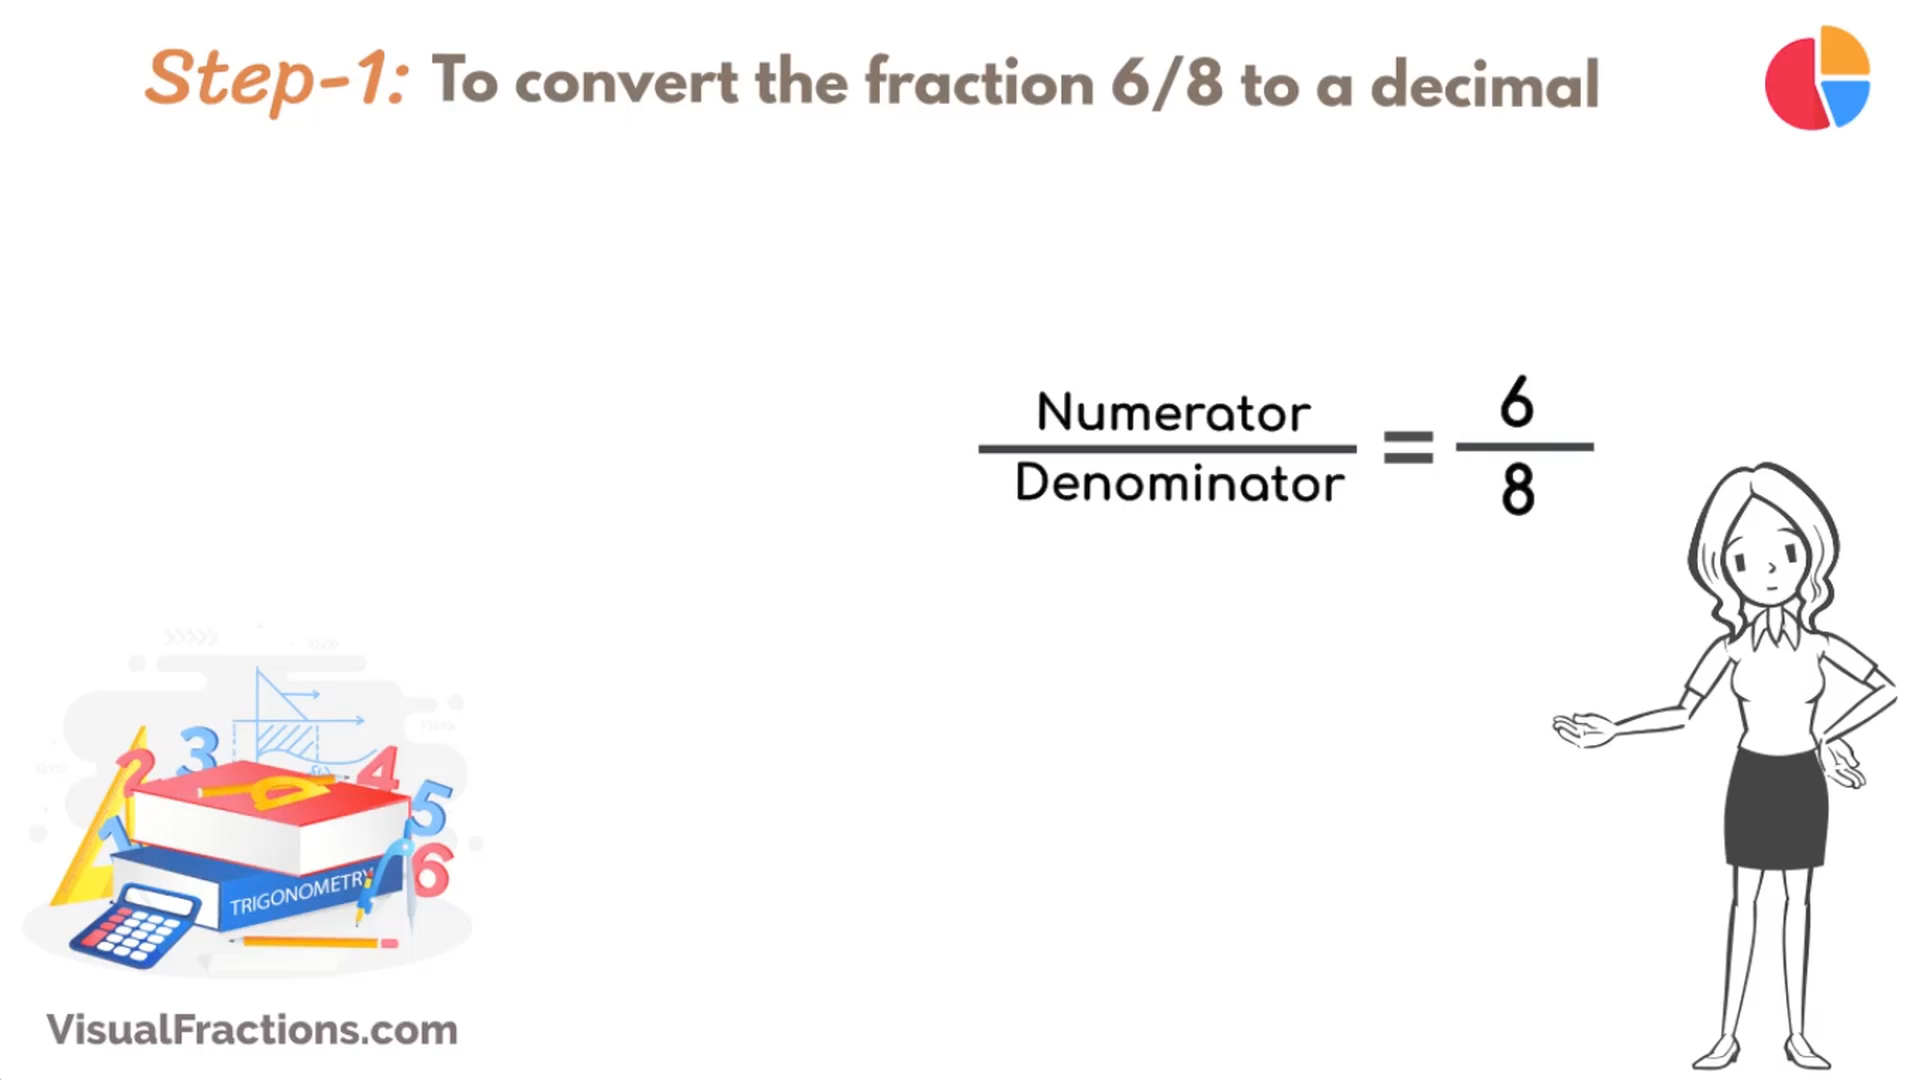 Step-1: To convert the fraction 6/8 to a decimal
Numerator
Denominator
=
6
8
1
2
3
4
5
6
TRIGONOMETRY
VisualFractions.com